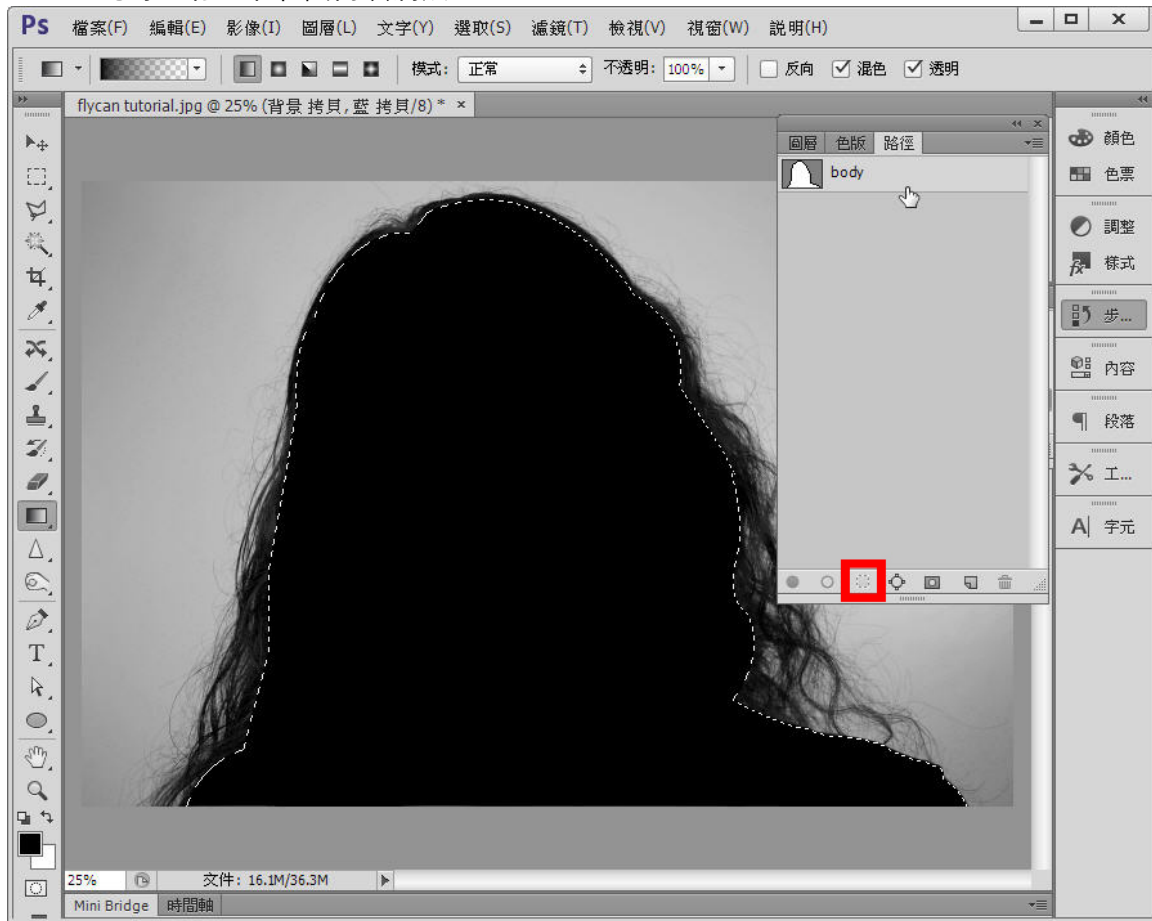 Ps 檔案(F) 編輯(E) 影像(I) 圖層(L) 文字(Y) 選取(S) 濾鏡(T) 檢視(V) 視窗(W) 說明(H)
模式: 正常 不透明: 100% 反向 混色 透明
flycan tutorial.jpg @ 25% (背景 拷貝, 藍 拷貝/8) * ×
圖層 色版 路徑
body
顏色
色票
調整
樣式
步...
內容
段落
工...
字元
25% 文件: 16.1M/36.3M
Mini Bridge 時間軸